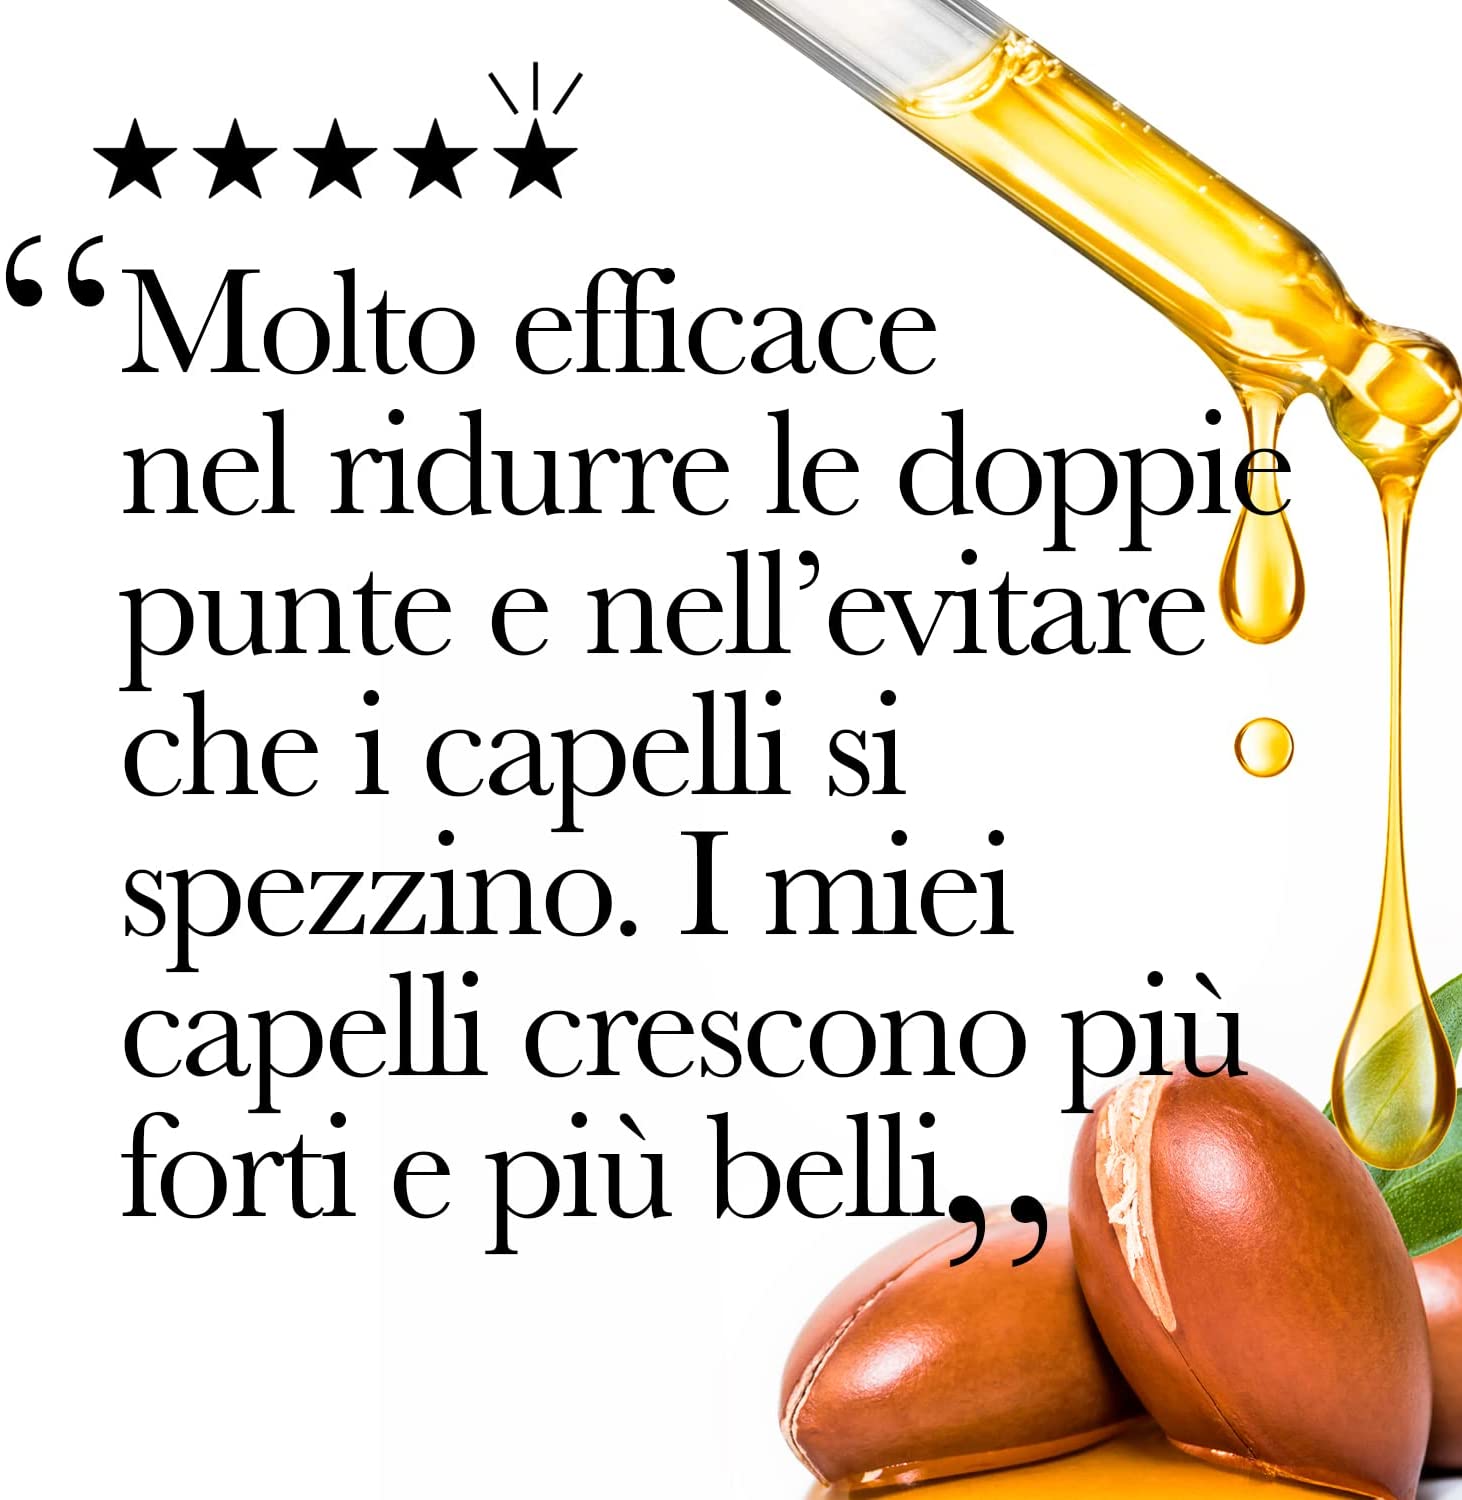 “Molto efficace
nel ridurre le doppie
punte e nell’evitare
che i capelli si
spezzino. I miei
capelli crescono più
forti e più belli”